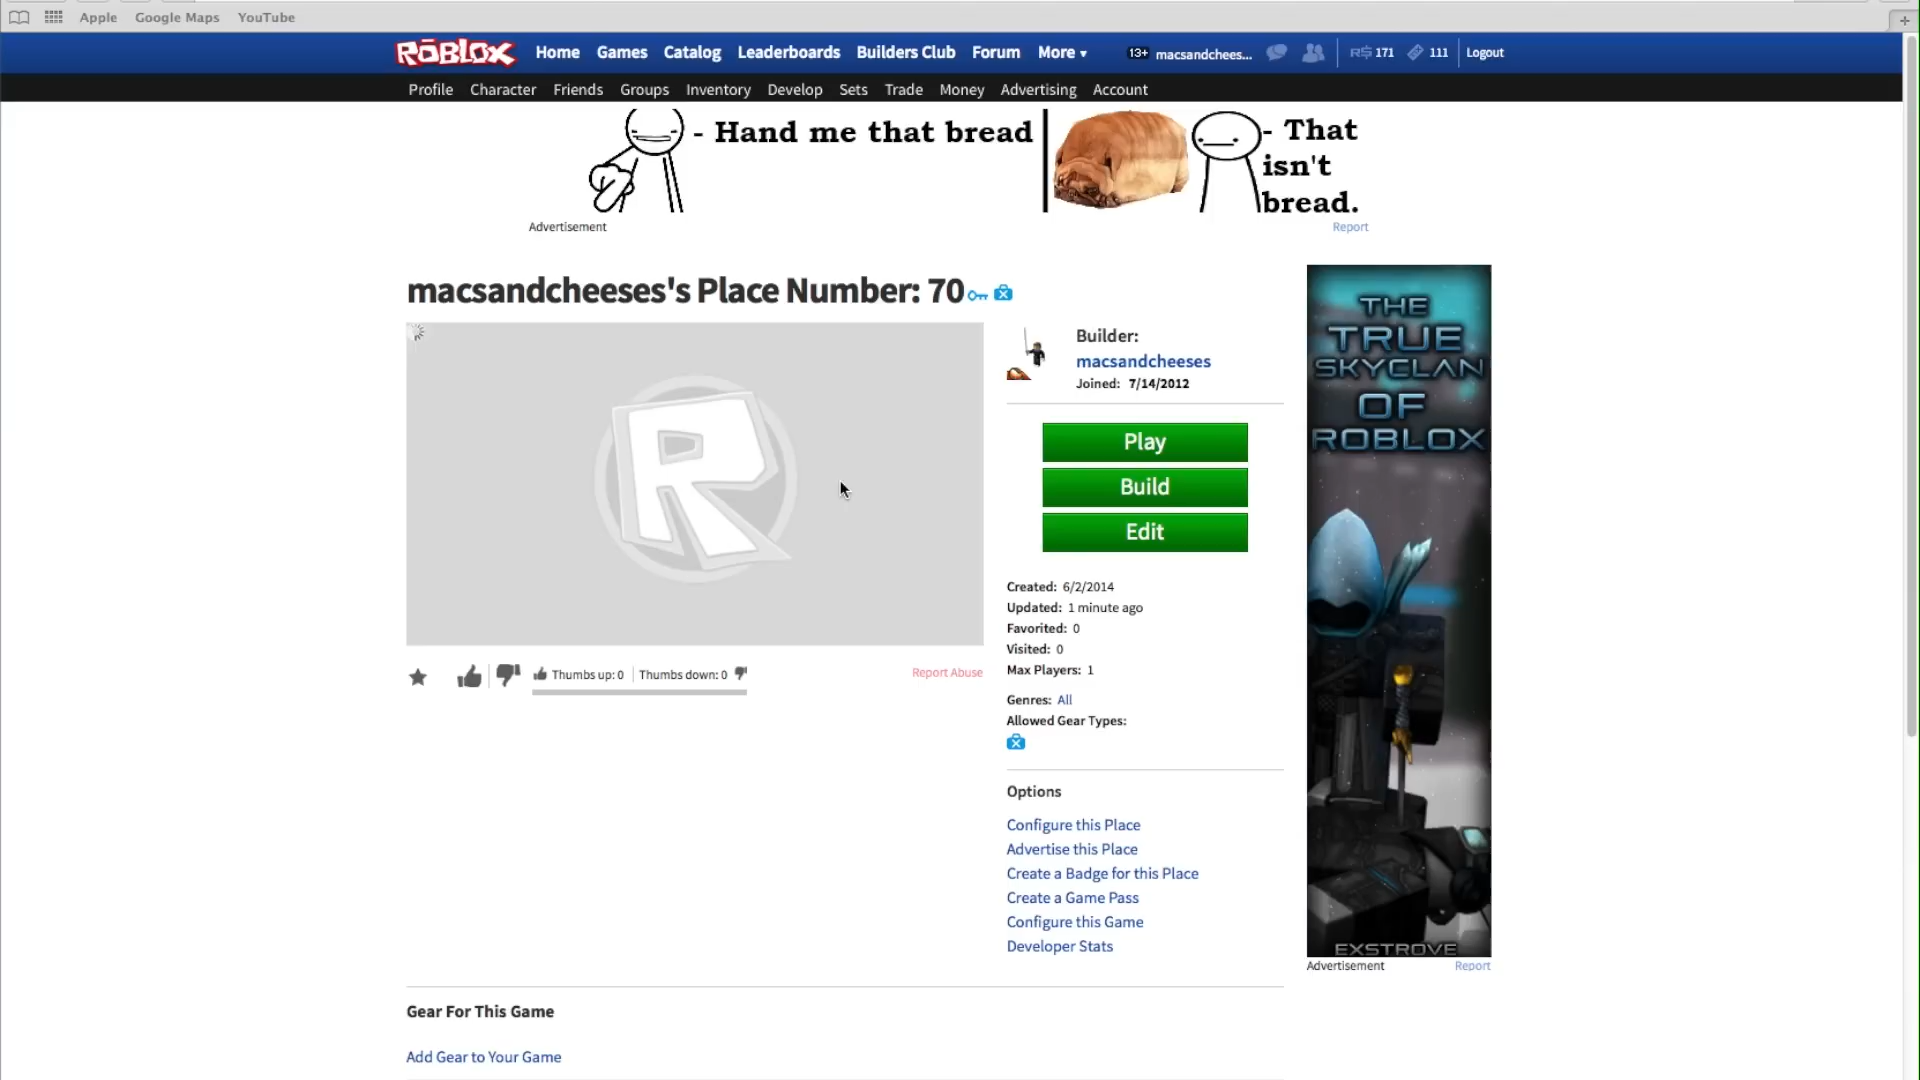 Apple Google Maps YouTube
ROBLOX Home Games Catalog Leaderboards Builders Club Forum More 13+ macsandchees... R$ 171 111 Logout
Profile Character Friends Groups Inventory Develop Sets Trade Money Advertising Account
- Hand me that bread
- That
isn't
bread.
Advertisement Report
macsandcheeses's Place Number: 70
Builder:
macsandcheeses
Joined: 7/14/2012
Play
Build
Edit
Created: 6/2/2014
Updated: 1 minute ago
Favorited: 0
Visited: 0
Max Players: 1
Genres: All
Allowed Gear Types:
Thumbs up: 0 Thumbs down: 0 Report Abuse
Options
Configure this Place
Advertise this Place
Create a Badge for this Place
Create a Game Pass
Configure this Game
Developer Stats
THE
TRUE
SKYCLAN
OF
ROBLOX
EXSTROVE
Advertisement Report
Gear For This Game
Add Gear to Your Game